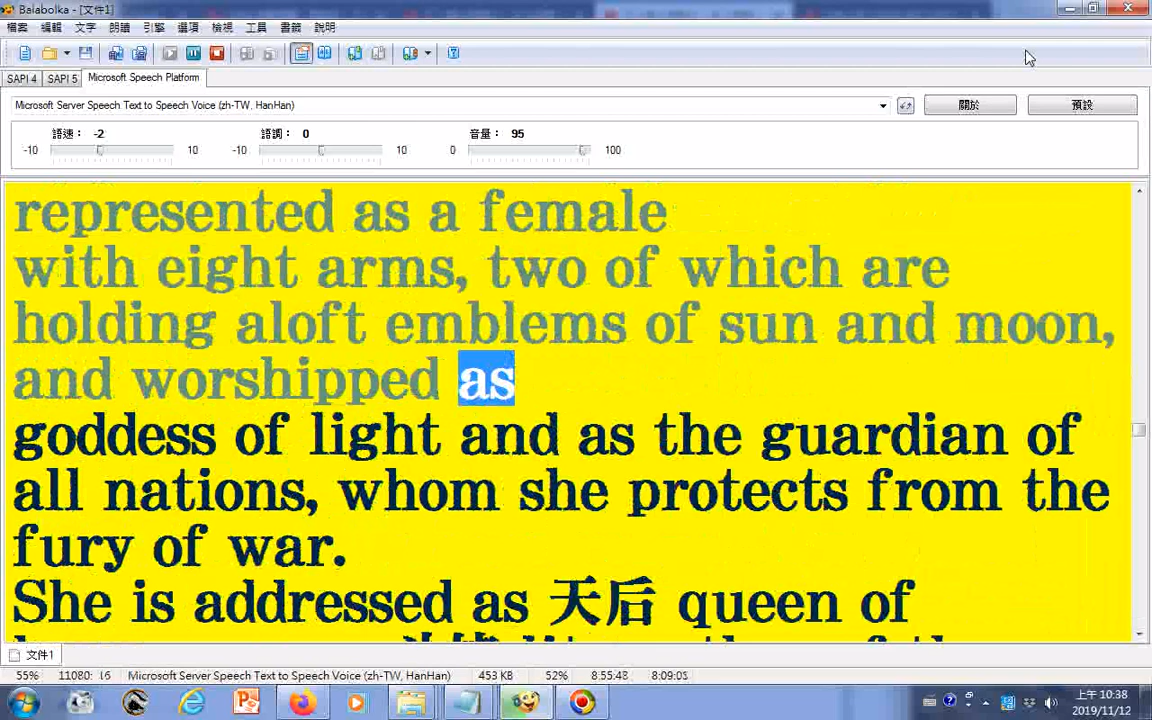 Balabolka - [文件1]
檔案 編輯 文字 朗讀 引擎 選項 檢視 工具 書籤 說明
SAPI 4 SAPI 5 Microsoft Speech Platform
Microsoft Server Speech Text to Speech Voice (zh-TW, HanHan) 關於 預設
語速： -2 語調： 0 音量： 95
-10 10 -10 10 0 100
represented as a female
with eight arms, two of which are
holding aloft emblems of sun and moon,
and worshipped as
goddess of light and as the guardian of
all nations, whom she protects from the
fury of war.
She is addressed as 天后 queen of
文件1
55% 11080: 16 Microsoft Server Speech Text to Speech Voice (zh-TW, HanHan) 453 KB 52% 8:55:48 8:09:03
上午 10:38
2019/11/12